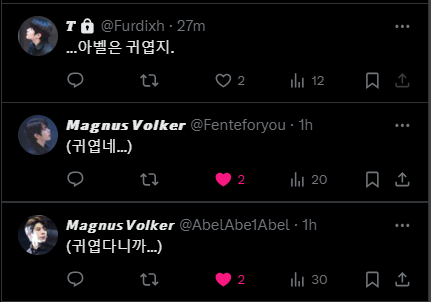 T 🔒 @Furdixh · 27m
...아벨은 귀엽지.
2 12
Magnus Volker @Fenteforyou · 1h
(귀엽네...)
2 20
Magnus Volker @AbelAbe1Abel · 1h
(귀엽다니까...)
2 30